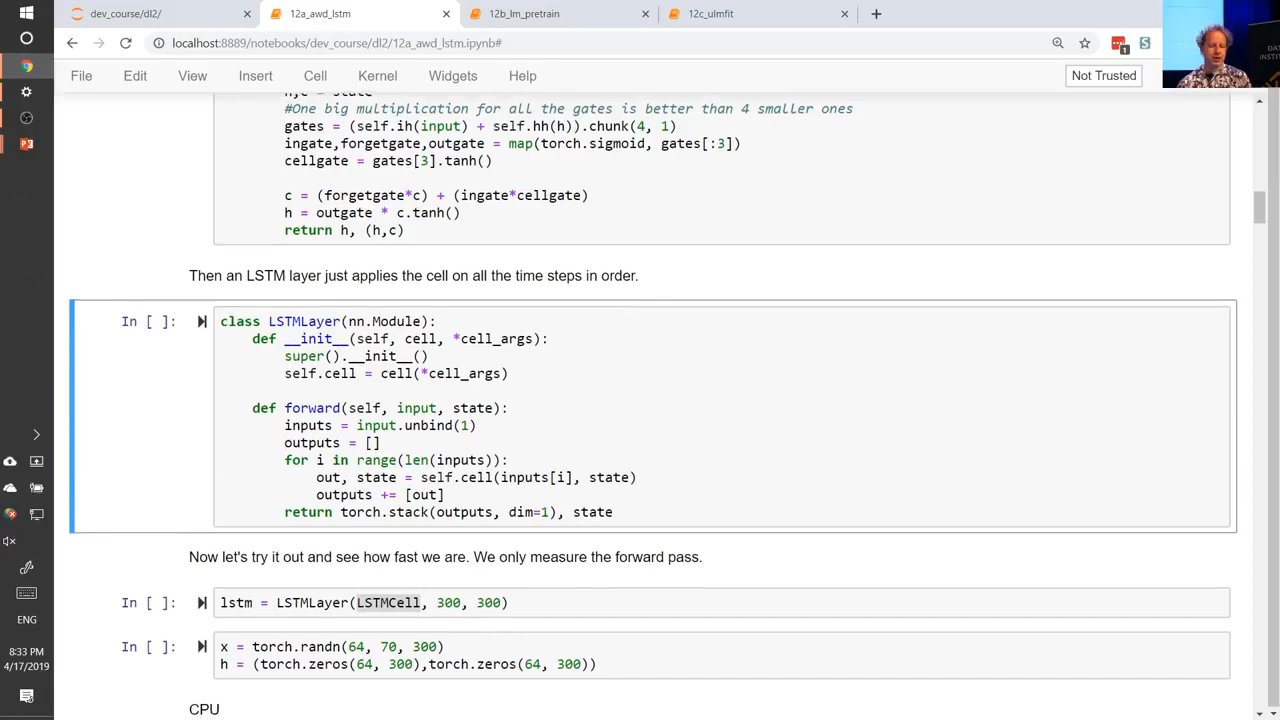 dev_course/dl2/
12a_awd_lstm
12b_lm_pretrain
12c_ulmfit
localhost:8889/notebooks/dev_course/dl2/12a_awd_lstm.ipynb#
1
File Edit View Insert Cell Kernel Widgets Help
Not Trusted
h,c = state
#One big multiplication for all the gates is better than 4 smaller ones
gates = (self.ih(input) + self.hh(h)).chunk(4, 1)
ingate,forgetgate,outgate = map(torch.sigmoid, gates[:3])
cellgate = gates[3].tanh()
c = (forgetgate*c) + (ingate*cellgate)
h = outgate * c.tanh()
return h, (h,c)
Then an LSTM layer just applies the cell on all the time steps in order.
In [ ]:
class LSTMLayer(nn.Module):
def __init__(self, cell, *cell_args):
super().__init__()
self.cell = cell(*cell_args)
def forward(self, input, state):
inputs = input.unbind(1)
outputs = []
for i in range(len(inputs)):
out, state = self.cell(inputs[i], state)
outputs += [out]
return torch.stack(outputs, dim=1), state
Now let's try it out and see how fast we are. We only measure the forward pass.
In [ ]:
lstm = LSTMLayer(LSTMCell, 300, 300)
In [ ]:
x = torch.randn(64, 70, 300)
h = (torch.zeros(64, 300),torch.zeros(64, 300))
CPU
ENG
8:33 PM
4/17/2019